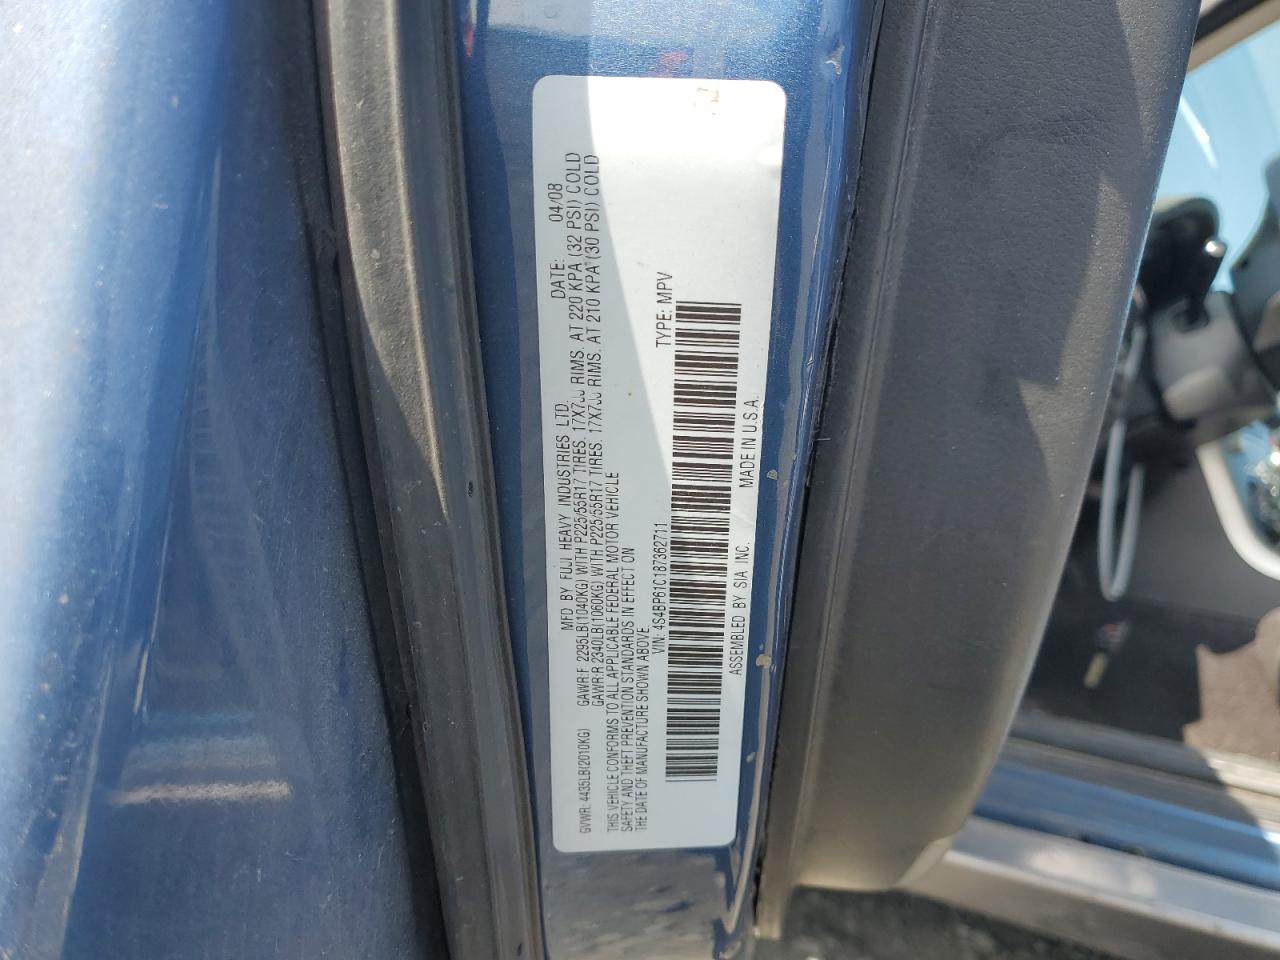 MFD BY FUJI HEAVY INDUSTRIES LTD. DATE: 04/08
GVWR: 4435LB(2010KG) GAWR:F 2295LB(1040KG) WITH P225/55R17 TIRES. 17X7JJ RIMS. AT 220 KPA (32 PSI) COLD
GAWR:R 2340LB(1060KG) WITH P225/55R17 TIRES. 17X7JJ RIMS. AT 210 KPA (30 PSI) COLD
THIS VEHICLE CONFORMS TO ALL APPLICABLE FEDERAL MOTOR VEHICLE
SAFETY AND THEFT PREVENTION STANDARDS IN EFFECT ON
THE DATE OF MANUFACTURE SHOWN ABOVE.
VIN: 4S4BP61C187362711 TYPE: MPV
ASSEMBLED BY SIA INC. MADE IN U.S.A.